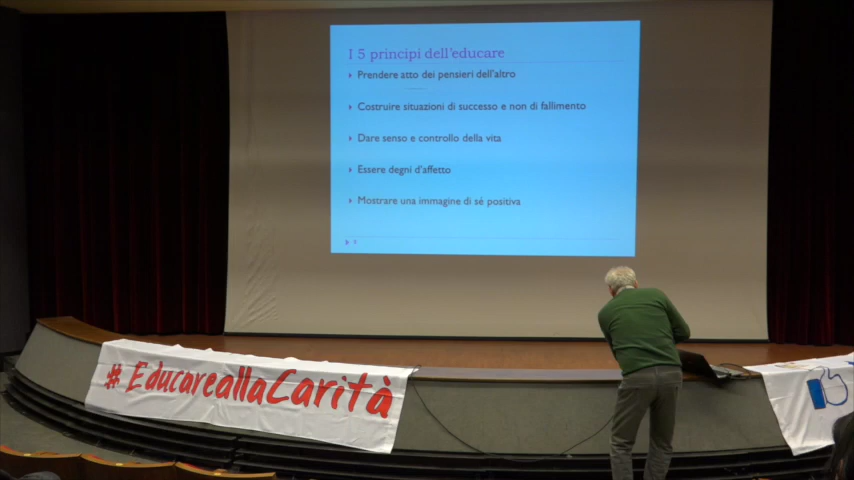 I 5 principi dell'educare
Prendere atto dei pensieri dell'altro
Costruire situazioni di successo e non di fallimento
Dare senso e controllo della vita
Essere degni d'affetto
Mostrare una immagine di sé positiva
#EducareallaCarità